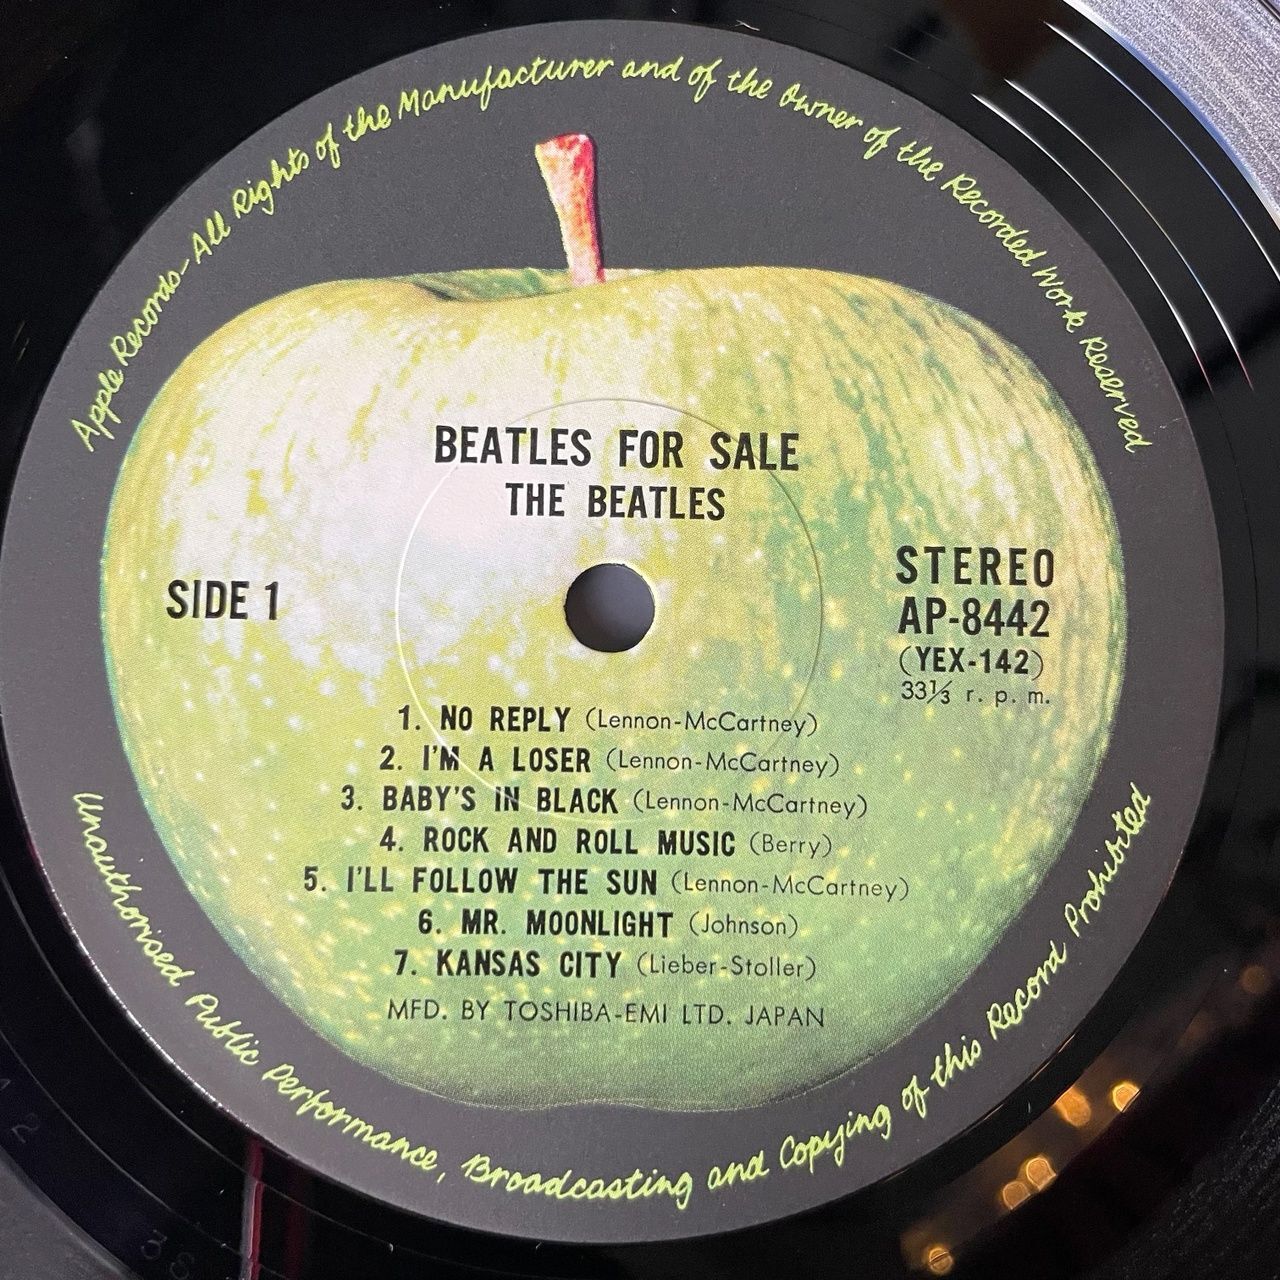 Apple Records-All Rights of the Manufacturer and of the Owner of the Recorded Work Reserved
BEATLES FOR SALE
THE BEATLES
SIDE 1
STEREO
AP-8442
(YEX-142)
33⅓ r. p. m.
1. NO REPLY (Lennon-McCartney)
2. I'M A LOSER (Lennon-McCartney)
3. BABY'S IN BLACK (Lennon-McCartney)
4. ROCK AND ROLL MUSIC (Berry)
5. I'LL FOLLOW THE SUN (Lennon-McCartney)
6. MR. MOONLIGHT (Johnson)
7. KANSAS CITY (Lieber-Stoller)
MFD. BY TOSHIBA-EMI LTD. JAPAN
Unauthorised Public Performance, Broadcasting and Copying of this Record Prohibited